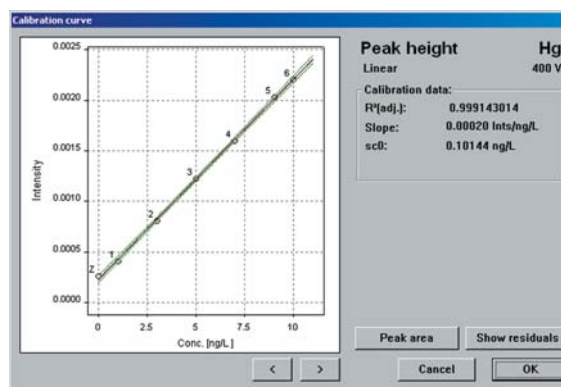 Calibration curve
0.0025
0.0020
0.0015
0.0010
0.0005
0.0000
Intensity
Z
1
2
3
4
5
6
0
2.5
5
7.5
10
Conc. [ng/L]
<
>
Peak height Hg
Linear 400 V
Calibration data:
R²(adj.): 0.999143014
Slope: 0.00020 Ints/ng/L
sc0: 0.10144 ng/L
Peak area
Show residuals
Cancel
OK